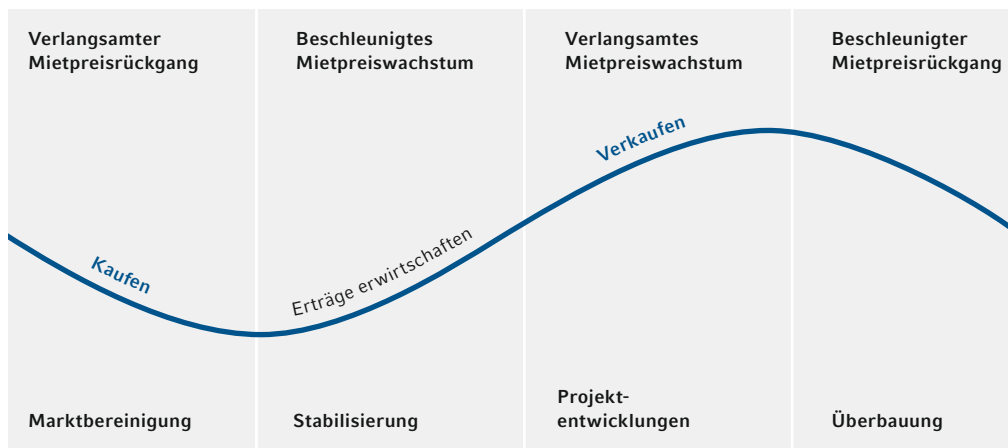 Verlangsamter
Mietpreisrückgang
Beschleunigtes
Mietpreiswachstum
Verlangsamtes
Mietpreiswachstum
Beschleunigter
Mietpreisrückgang
Kaufen
Erträge erwirtschaften
Verkaufen
Marktbereinigung
Stabilisierung
Projekt-
entwicklungen
Überbauung